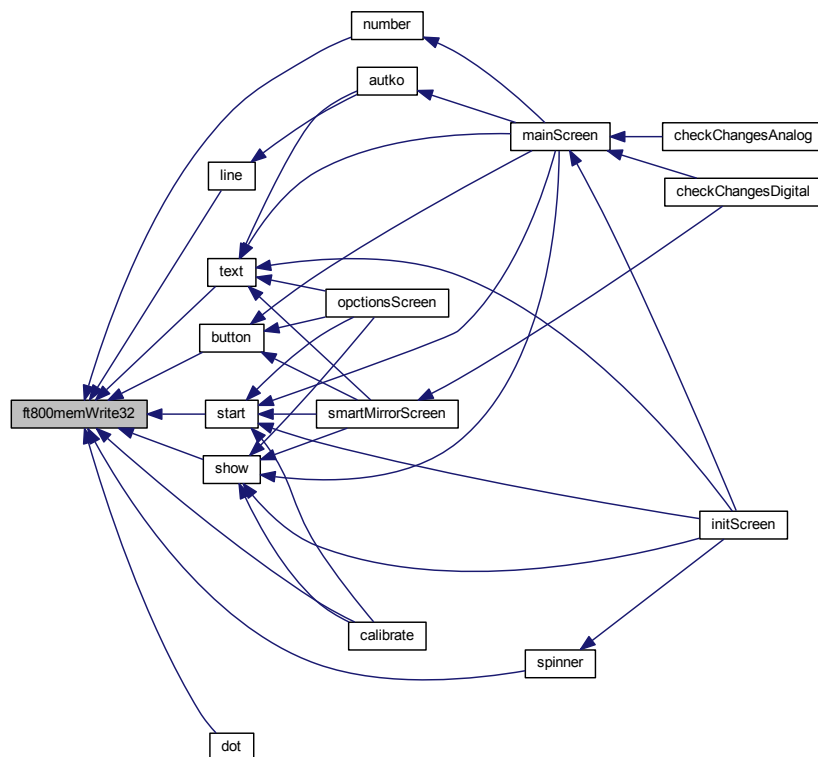 number
autko
mainScreen
checkChangesAnalog
line
checkChangesDigital
text
opctionsScreen
button
ft800memWrite32
start
smartMirrorScreen
show
initScreen
calibrate
spinner
dot